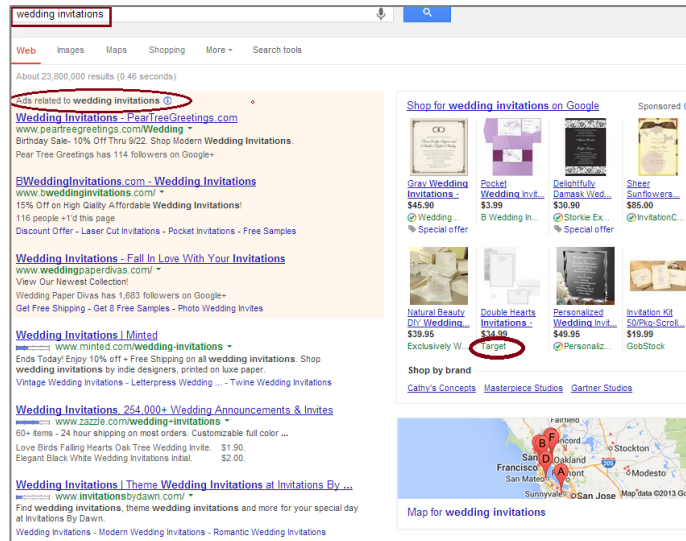 wedding invitations
Web Images Maps Shopping More Search tools
About 23,800,000 results (0.46 seconds)
Ads related to wedding invitations
Wedding Invitations - PearTreeGreetings.com
www.peartreegreetings.com/Wedding
Birthday Sale- 10% Off Thru 9/22. Shop Modern Wedding Invitations.
Pear Tree Greetings has 114 followers on Google+
BWeddingInvitations.com - Wedding Invitations
www.bweddinginvitations.com/
15% Off on High Qaility Affordable Wedding Invitations!
116 people +1'd this page
Discount Offer - Laser Cut Invitations - Pocket Invitations - Free Samples
Wedding Invitations - Fall In Love With Your Invitations
www.weddingpaperdivas.com/
View Our Newest Collection!
Wedding Paper Divas has 1,683 followers on Google+
Get Free Shipping - Get 8 Free Samples - Photo Wedding Invites
Wedding Invitations | Minted
www.minted.com/wedding-invitations
Ends Today! Enjoy 10% off + Free Shipping on all wedding invitations. Shop
wedding invitations by indie designers, printed on luxe paper.
Vintage Wedding Invitations - Letterpress Wedding ... - Twine Wedding Invitations
Wedding Invitations, 254,000+ Wedding Announcements & Invites
www.zazzle.com/wedding+invitations
60+ items - 24 hour shipping on most orders. Customizable full color ...
Love Birds Falling Hearts Oak Tree Wedding Invite. $1.90.
Elegant Black White Wedding Invitations Initial. $2.00.
Wedding Invitations | Theme Wedding Invitations at Invitations By ...
www.invitationsbydawn.com/
Find wedding invitations, theme wedding invitations and more for your special day
at Invitations By Dawn.
Wedding Invitations - Modern Wedding Invitations - Romantic Wedding Invitations
Shop for wedding invitations on Google Sponsored
Gray Wedding Pocket Delightfully Sheer
Invitations - Wedding Invit... Damask Wed... Sunflowers...
$45.90 $3.99 $30.90 $85.00
Wedding... B Wedding In... Storkie Ex... InvitationC...
Special offer Special offer
Natural Beauty Double Hearts Personalized Invitation Kit
DIY Wedding... Invitations - Wedding Invit... 50/Pkg-Scroll...
$39.95 $34.99 $49.95 $19.99
Exclusively W... Target Personaliz... GobStock
Shop by brand
Cathy's Concepts Masterpiece Studios Gartner Studios
Fairfield
B F Concord Stockton
San D Oakland 205
Francisco Fremont Modesto
San Mateo A
Sunnyvale San Jose Map data ©2013 Go
Map for wedding invitations